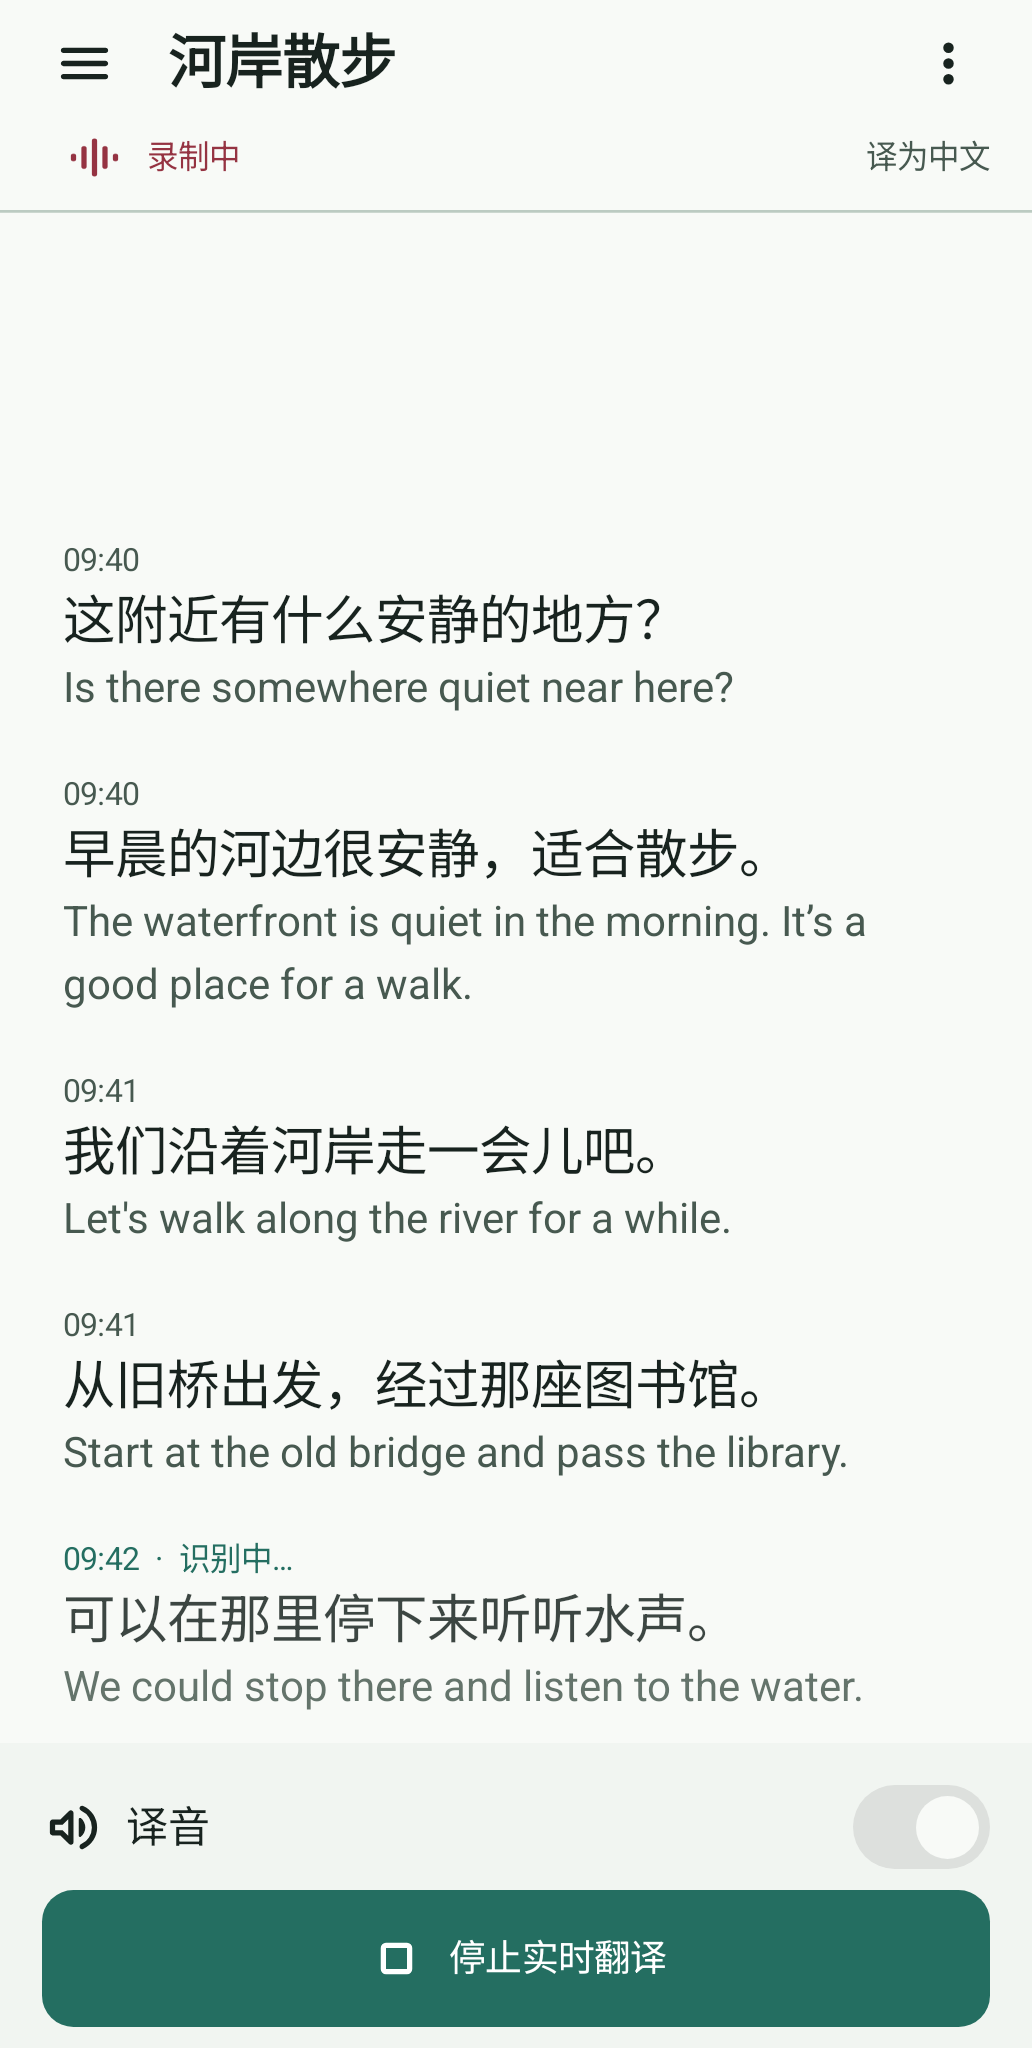 河岸散步
录制中
译为中文
09:40
这附近有什么安静的地方？
Is there somewhere quiet near here?
09:40
早晨的河边很安静，适合散步。
The waterfront is quiet in the morning. It’s a
good place for a walk.
09:41
我们沿着河岸走一会儿吧。
Let's walk along the river for a while.
09:41
从旧桥出发，经过那座图书馆。
Start at the old bridge and pass the library.
09:42 · 识别中…
可以在那里停下来听听水声。
We could stop there and listen to the water.
译音
停止实时翻译